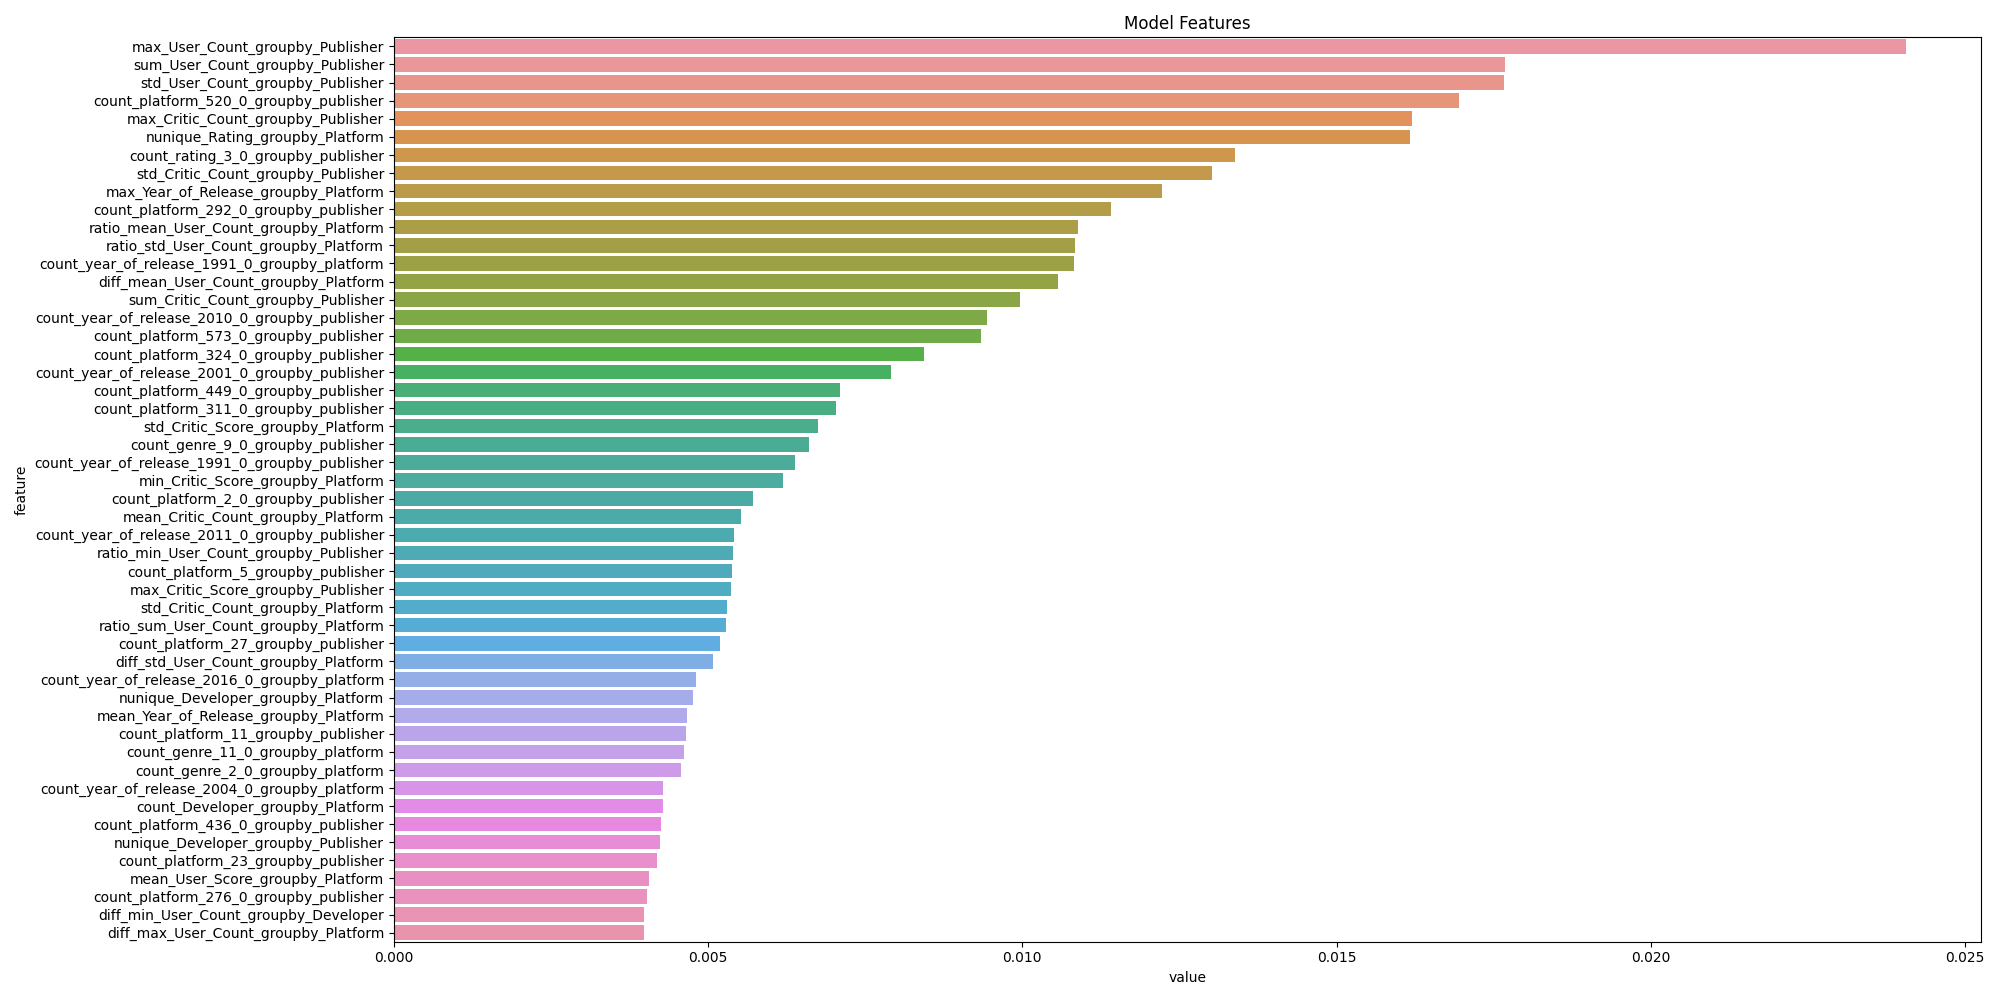 Model Features
max_User_Count_groupby_Publisher
sum_User_Count_groupby_Publisher
std_User_Count_groupby_Publisher
count_platform_520_0_groupby_publisher
max_Critic_Count_groupby_Publisher
nunique_Rating_groupby_Platform
count_rating_3_0_groupby_publisher
std_Critic_Count_groupby_Publisher
max_Year_of_Release_groupby_Platform
count_platform_292_0_groupby_publisher
ratio_mean_User_Count_groupby_Platform
ratio_std_User_Count_groupby_Platform
count_year_of_release_1991_0_groupby_platform
diff_mean_User_Count_groupby_Platform
sum_Critic_Count_groupby_Publisher
count_year_of_release_2010_0_groupby_publisher
count_platform_573_0_groupby_publisher
count_platform_324_0_groupby_publisher
count_year_of_release_2001_0_groupby_publisher
count_platform_449_0_groupby_publisher
count_platform_311_0_groupby_publisher
std_Critic_Score_groupby_Platform
count_genre_9_0_groupby_publisher
count_year_of_release_1991_0_groupby_publisher
min_Critic_Score_groupby_Platform
count_platform_2_0_groupby_publisher
mean_Critic_Count_groupby_Platform
count_year_of_release_2011_0_groupby_publisher
ratio_min_User_Count_groupby_Publisher
count_platform_5_groupby_publisher
max_Critic_Score_groupby_Publisher
std_Critic_Count_groupby_Platform
ratio_sum_User_Count_groupby_Platform
count_platform_27_groupby_publisher
diff_std_User_Count_groupby_Platform
count_year_of_release_2016_0_groupby_platform
nunique_Developer_groupby_Platform
mean_Year_of_Release_groupby_Platform
count_platform_11_groupby_publisher
count_genre_11_0_groupby_platform
count_genre_2_0_groupby_platform
count_year_of_release_2004_0_groupby_platform
count_Developer_groupby_Platform
count_platform_436_0_groupby_publisher
nunique_Developer_groupby_Publisher
count_platform_23_groupby_publisher
mean_User_Score_groupby_Platform
count_platform_276_0_groupby_publisher
diff_min_User_Count_groupby_Developer
diff_max_User_Count_groupby_Platform
feature
0.000 0.005 0.010 0.015 0.020 0.025
value